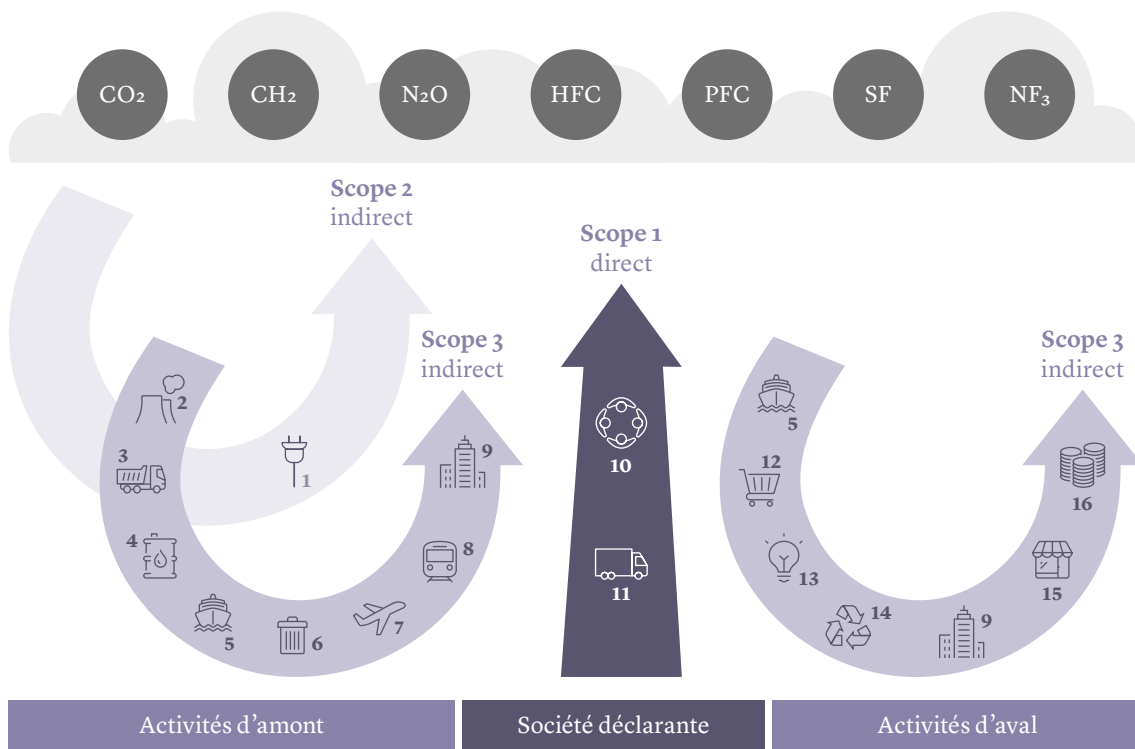 CO2
CH2
N2O
HFC
PFC
SF
NF3
Scope 2
indirect
Scope 1
direct
Scope 3
indirect
Scope 3
indirect
2
3
1
9
4
8
5
6
7
10
11
5
12
13
14
9
15
16
Activités d’amont
Société déclarante
Activités d’aval